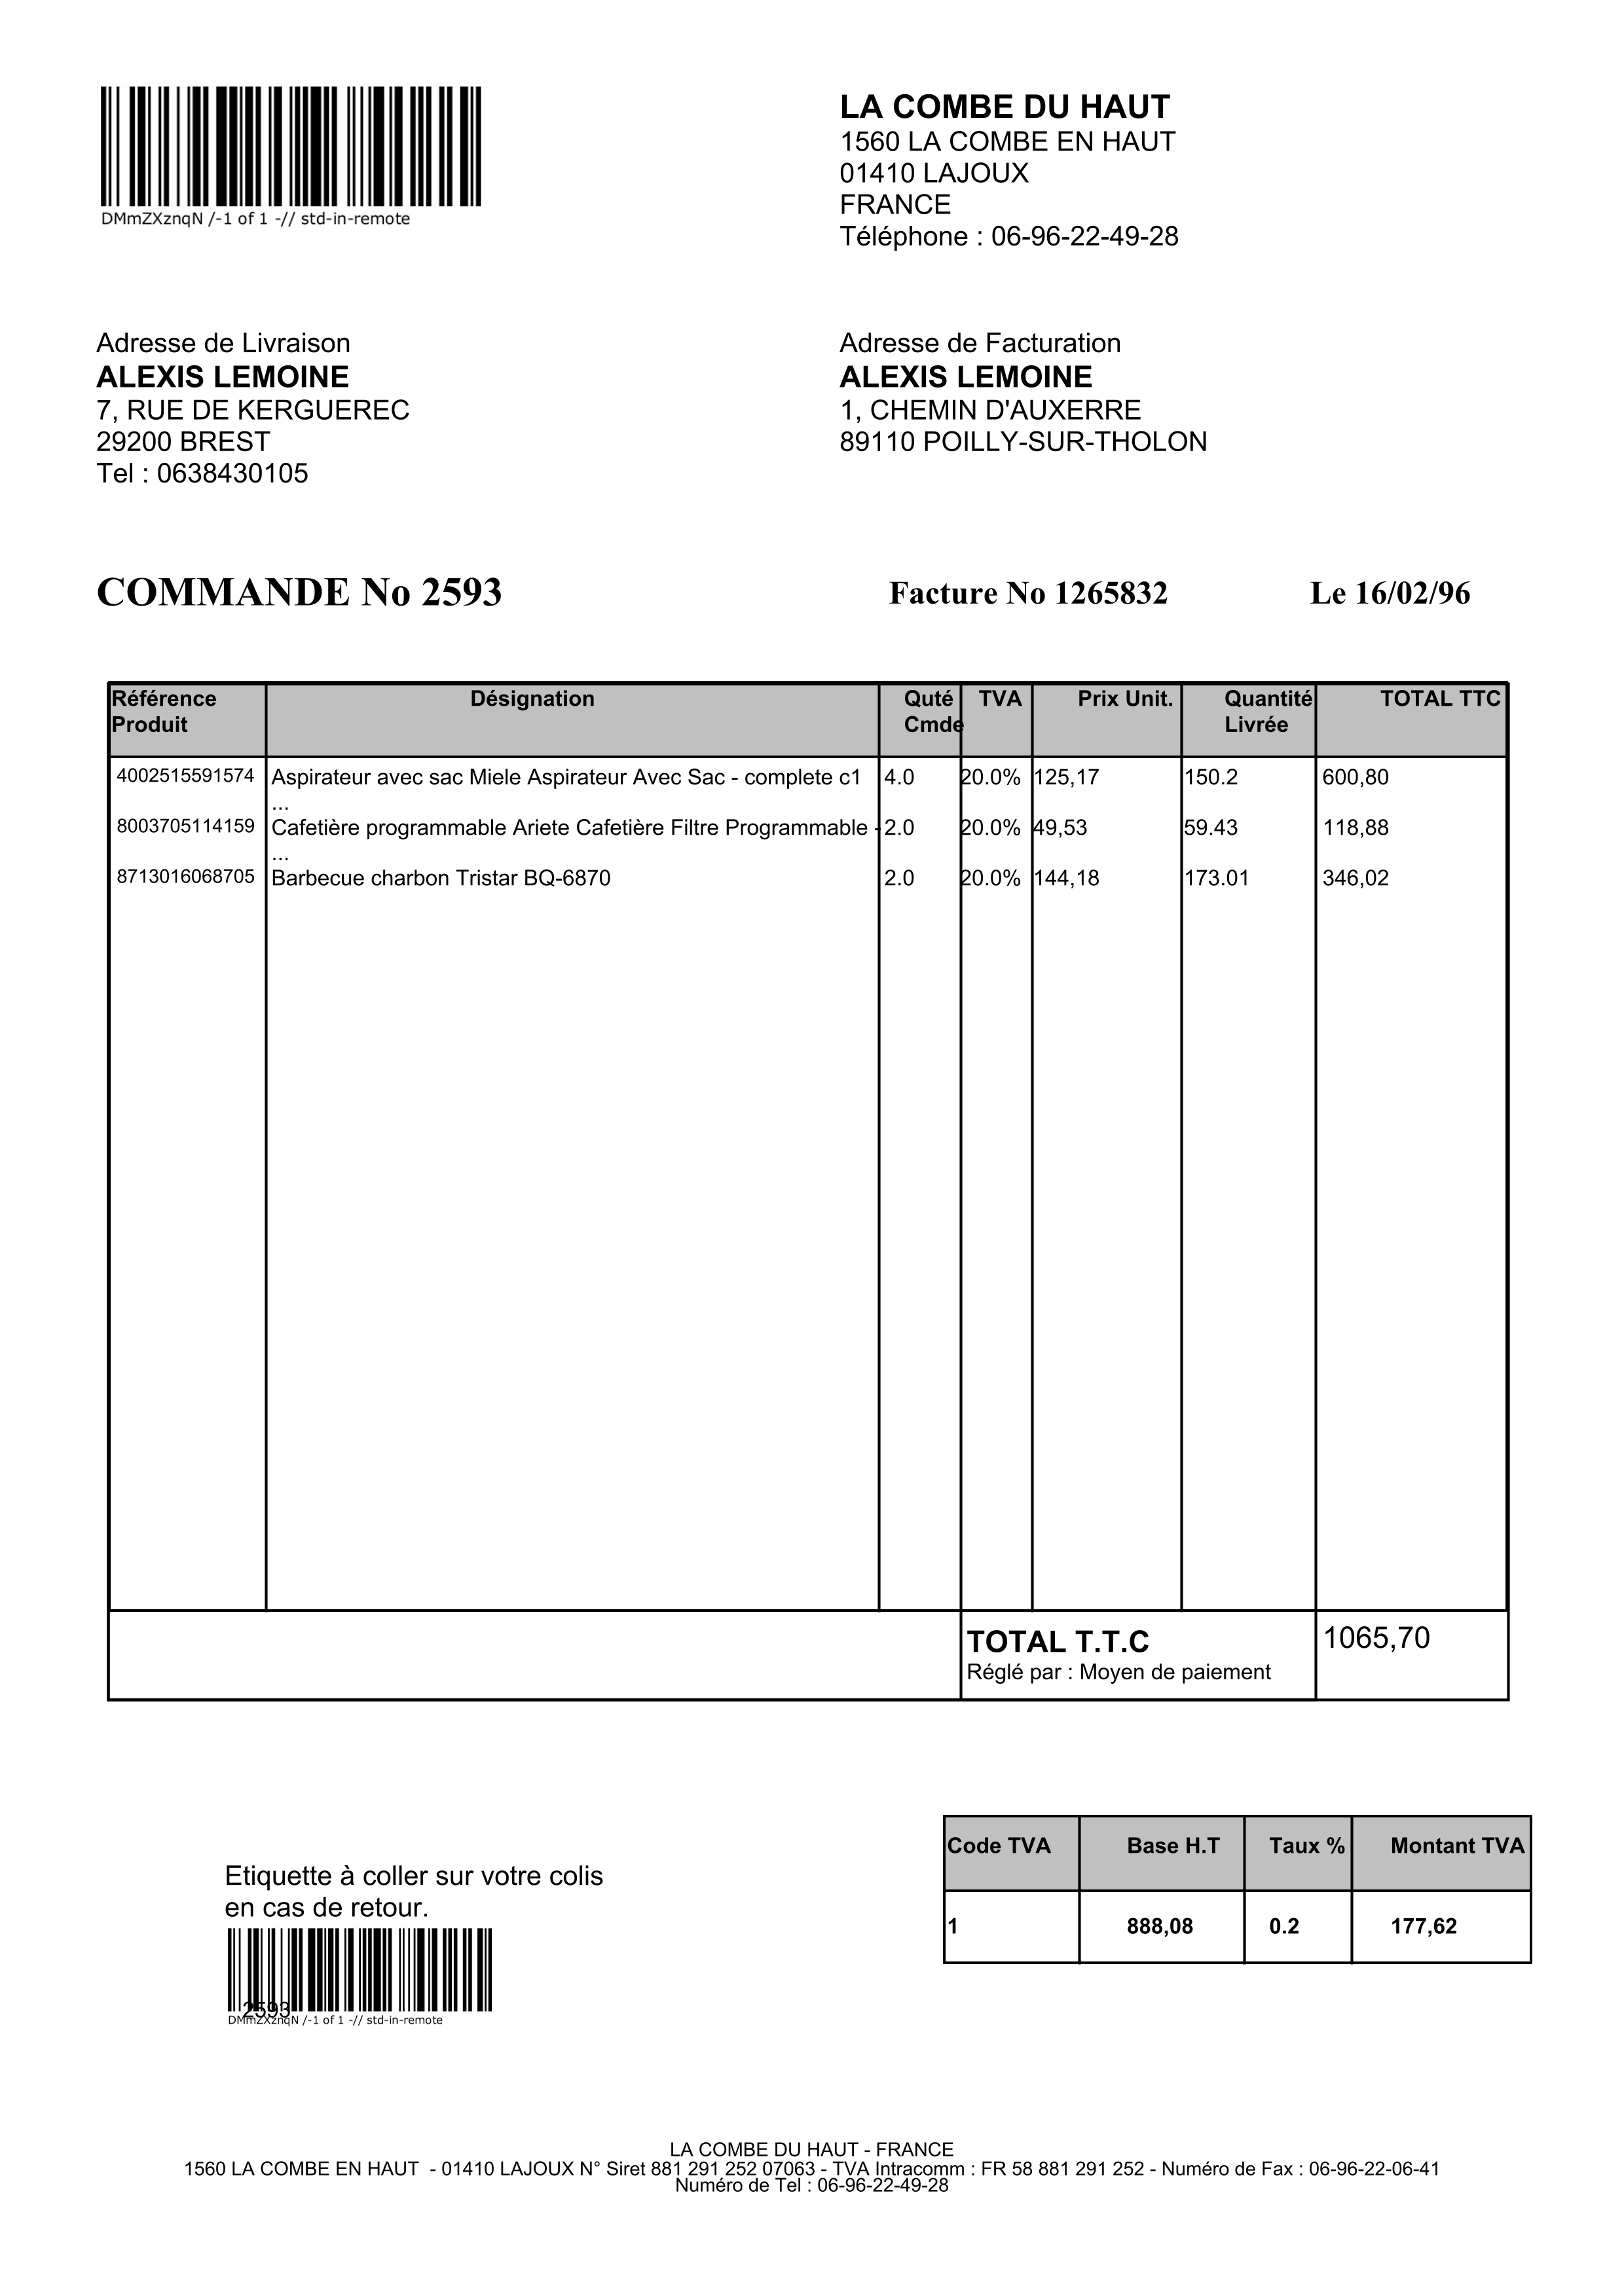 DMmZXznqN /-1 of 1 -// std-in-remote
LA COMBE DU HAUT
1560 LA COMBE EN HAUT
01410 LAJOUX
FRANCE
Téléphone : 06-96-22-49-28
Adresse de Livraison
ALEXIS LEMOINE
7, RUE DE KERGUEREC
29200 BREST
Tel : 0638430105
Adresse de Facturation
ALEXIS LEMOINE
1, CHEMIN D'AUXERRE
89110 POILLY-SUR-THOLON
COMMANDE No 2593 Facture No 1265832 Le 16/02/96
Référence Produit Désignation Quté Cmde TVA Prix Unit. Quantité Livrée TOTAL TTC
4002515591574 Aspirateur avec sac Miele Aspirateur Avec Sac - complete c1 4.0 20.0% 125,17 150.2 600,80
...
8003705114159 Cafetière programmable Ariete Cafetière Filtre Programmable - 2.0 20.0% 49,53 59.43 118,88
...
8713016068705 Barbecue charbon Tristar BQ-6870 2.0 20.0% 144,18 173.01 346,02
TOTAL T.T.C 1065,70
Réglé par : Moyen de paiement
Code TVA Base H.T Taux % Montant TVA
1 888,08 0.2 177,62
Etiquette à coller sur votre colis
en cas de retour.
2593
DMmZXznqN /-1 of 1 -// std-in-remote
LA COMBE DU HAUT - FRANCE
1560 LA COMBE EN HAUT - 01410 LAJOUX N° Siret 881 291 252 07063 - TVA Intracomm : FR 58 881 291 252 - Numéro de Fax : 06-96-22-06-41
Numéro de Tel : 06-96-22-49-28